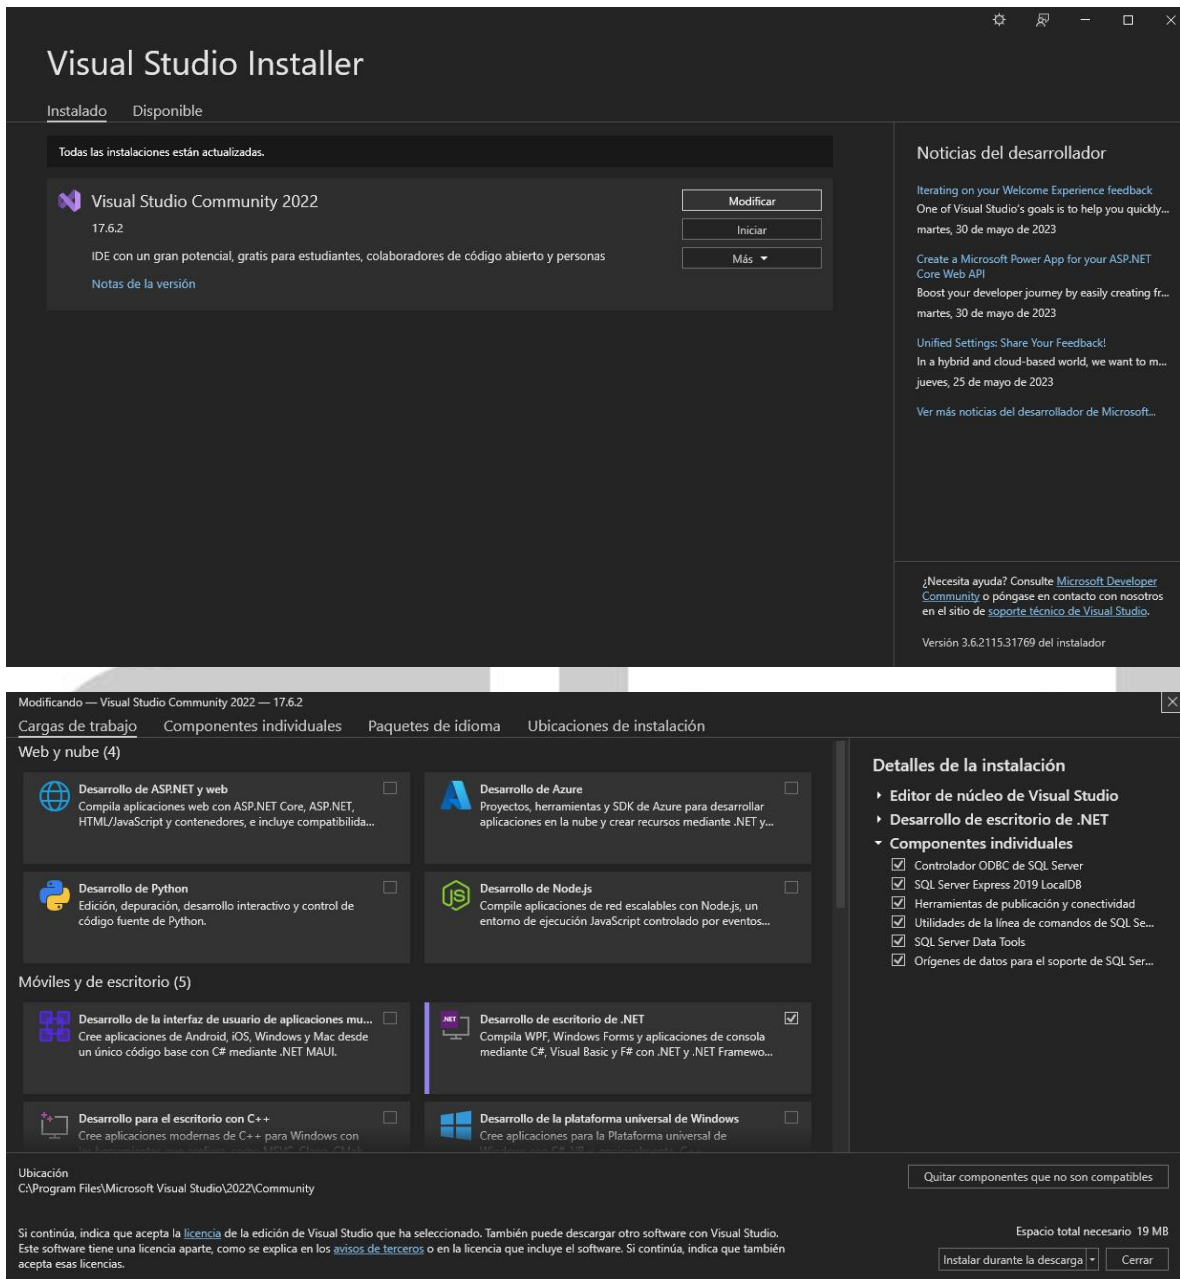 Visual Studio Installer
Instalado Disponible
Todas las instalaciones están actualizadas.
Visual Studio Community 2022
17.6.2
IDE con un gran potencial, gratis para estudiantes, colaboradores de código abierto y personas
Notas de la versión
Modificar
Iniciar
Más
Noticias del desarrollador
Iterating on your Welcome Experience feedback
One of Visual Studio's goals is to help you quickly...
martes, 30 de mayo de 2023
Create a Microsoft Power App for your ASP.NET
Core Web API
Boost your developer journey by easily creating fr...
martes, 30 de mayo de 2023
Unified Settings: Share Your Feedback!
In a hybrid and cloud-based world, we want to m...
jueves, 25 de mayo de 2023
Ver más noticias del desarrollador de Microsoft...
¿Necesita ayuda? Consulte Microsoft Developer
Community o póngase en contacto con nosotros
en el sitio de soporte técnico de Visual Studio.
Versión 3.6.2115.31769 del instalador
Modificando — Visual Studio Community 2022 — 17.6.2
Cargas de trabajo Componentes individuales Paquetes de idioma Ubicaciones de instalación
Web y nube (4)
Desarrollo de ASP.NET y web
Compila aplicaciones web con ASP.NET Core, ASP.NET,
HTML/JavaScript y contenedores, e incluye compatibilida...
Desarrollo de Azure
Proyectos, herramientas y SDK de Azure para desarrollar
aplicaciones en la nube y crear recursos mediante .NET y...
Desarrollo de Python
Edición, depuración, desarrollo interactivo y control de
código fuente de Python.
JS
Desarrollo de Node.js
Compile aplicaciones de red escalables con Node.js, un
entorno de ejecución JavaScript controlado por eventos...
Móviles y de escritorio (5)
Desarrollo de la interfaz de usuario de aplicaciones mu...
Cree aplicaciones de Android, iOS, Windows y Mac desde
un único código base con C# mediante .NET MAUI.
.NET
Desarrollo de escritorio de .NET
Compila WPF, Windows Forms y aplicaciones de consola
mediante C#, Visual Basic y F# con .NET y .NET Framewo...
Desarrollo para el escritorio con C++
Cree aplicaciones modernas de C++ para Windows con
Desarrollo de la plataforma universal de Windows
Cree aplicaciones para la Plataforma universal de
Detalles de la instalación
Editor de núcleo de Visual Studio
Desarrollo de escritorio de .NET
Componentes individuales
Controlador ODBC de SQL Server
SQL Server Express 2019 LocalDB
Herramientas de publicación y conectividad
Utilidades de la línea de comandos de SQL Se...
SQL Server Data Tools
Orígenes de datos para el soporte de SQL Ser...
Ubicación
C:\Program Files\Microsoft Visual Studio\2022\Community
Quitar componentes que no son compatibles
Si continúa, indica que acepta la licencia de la edición de Visual Studio que ha seleccionado. También puede descargar otro software con Visual Studio.
Este software tiene una licencia aparte, como se explica en los avisos de terceros o en la licencia que incluye el software. Si continúa, indica que también
acepta esas licencias.
Espacio total necesario 19 MB
Instalar durante la descarga
Cerrar